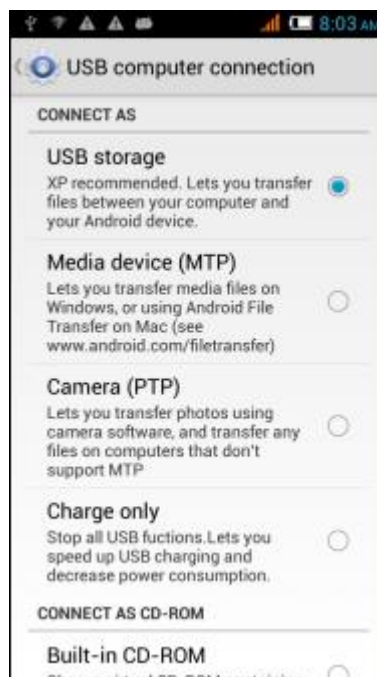 8:03 AM
USB computer connection
CONNECT AS
USB storage
XP recommended. Lets you transfer
files between your computer and
your Android device.
Media device (MTP)
Lets you transfer media files on
Windows, or using Android File
Transfer on Mac (see
www.android.com/filetransfer)
Camera (PTP)
Lets you transfer photos using
camera software, and transfer any
files on computers that don't
support MTP
Charge only
Stop all USB fuctions.Lets you
speed up USB charging and
decrease power consumption.
CONNECT AS CD-ROM
Built-in CD-ROM